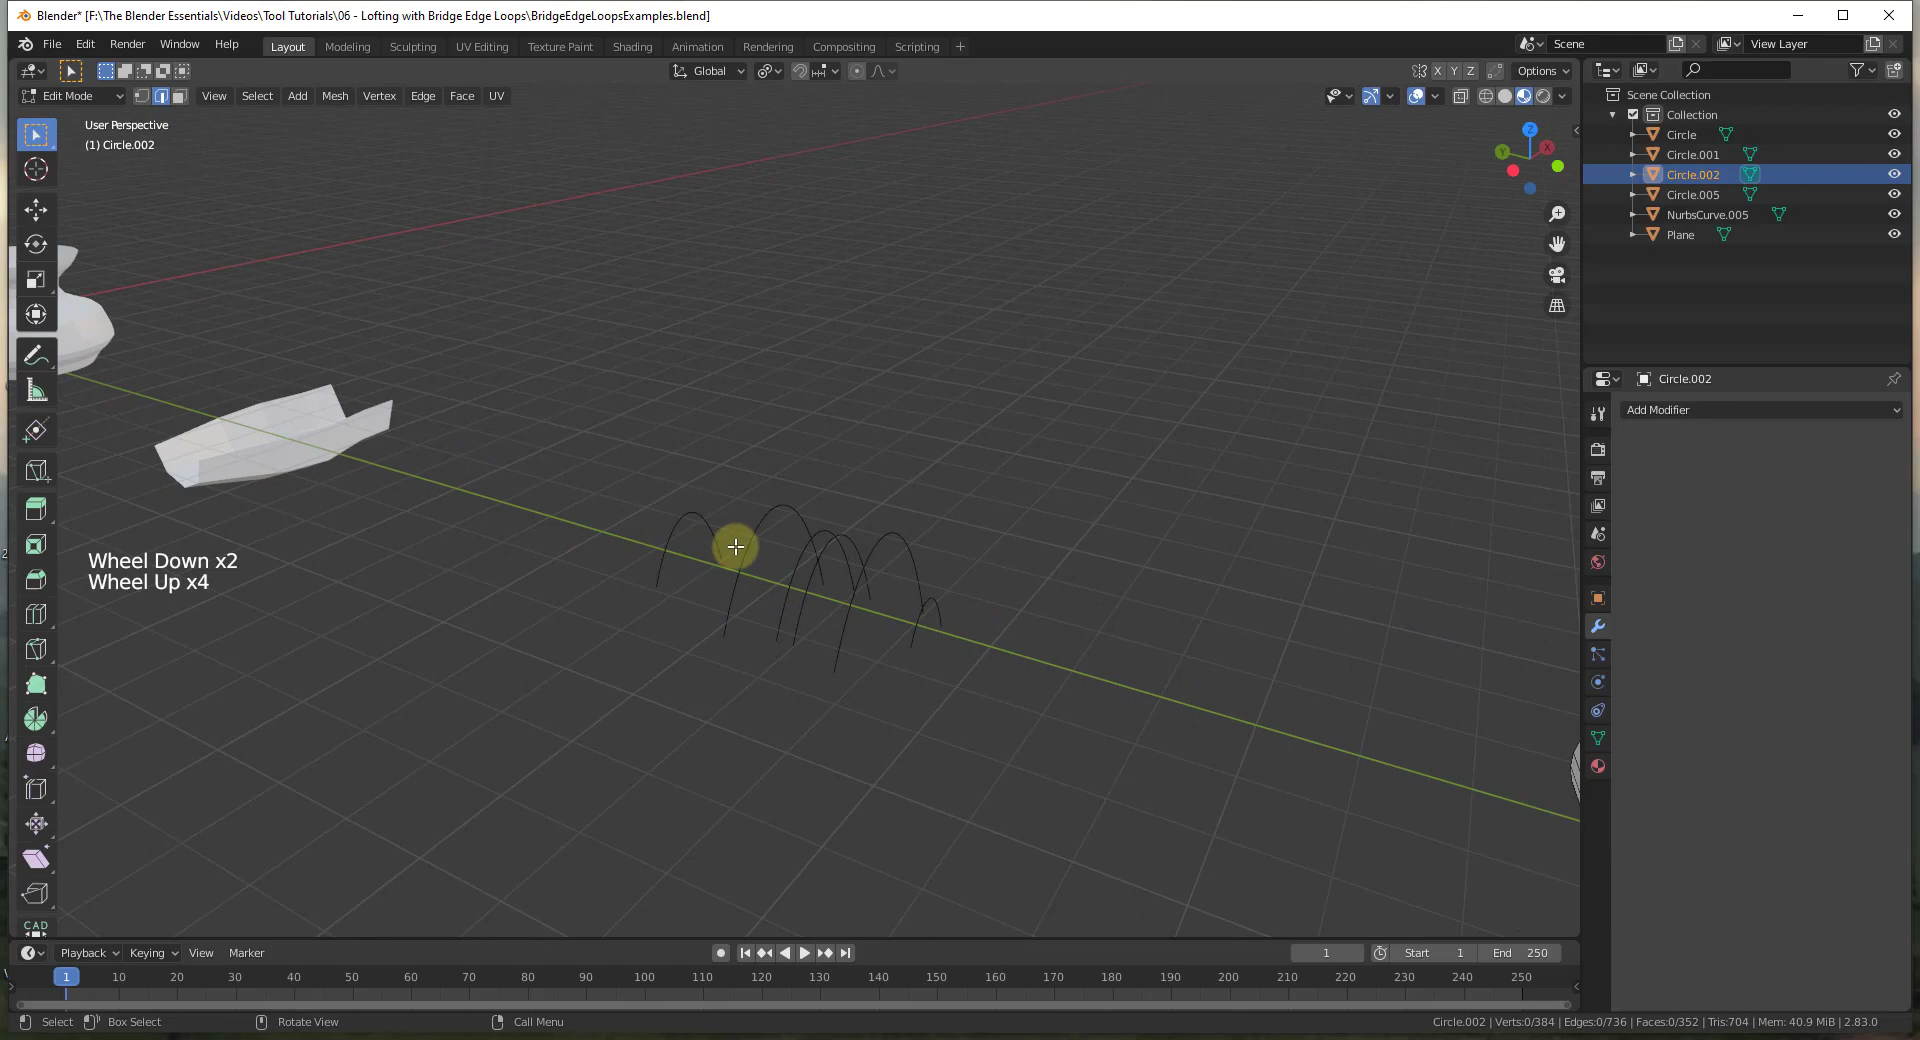 Blender* [F:\The Blender Essentials\Videos\Tool Tutorials\06 - Lofting with Bridge Edge Loops\BridgeEdgeLoopsExamples.blend]
File Edit Render Window Help Layout Modeling Sculpting UV Editing Texture Paint Shading Animation Rendering Compositing Scripting + Scene View Layer
Global X Y Z Options
Edit Mode View Select Add Mesh Vertex Edge Face UV
User Perspective
(1) Circle.002
Z
Y X
Scene Collection
Collection
Circle
Circle.001
Circle.002
Circle.005
NurbsCurve.005
Plane
Circle.002
Add Modifier
Wheel Down x2
Wheel Up x4
CAD
Playback Keying View Marker 1 Start 1 End 250
1 10 20 30 40 50 60 70 80 90 100 110 120 130 140 150 160 170 180 190 200 210 220 230 240 250
Select Box Select Rotate View Call Menu Circle.002 | Verts:0/384 | Edges:0/736 | Faces:0/352 | Tris:704 | Mem: 40.9 MiB | 2.83.0